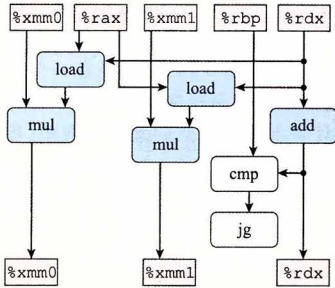 %xmm0 %rax %xmm1 %rbp %rdx
load
load
mul
add
mul
cmp
jg
%xmm0 %xmm1 %rdx